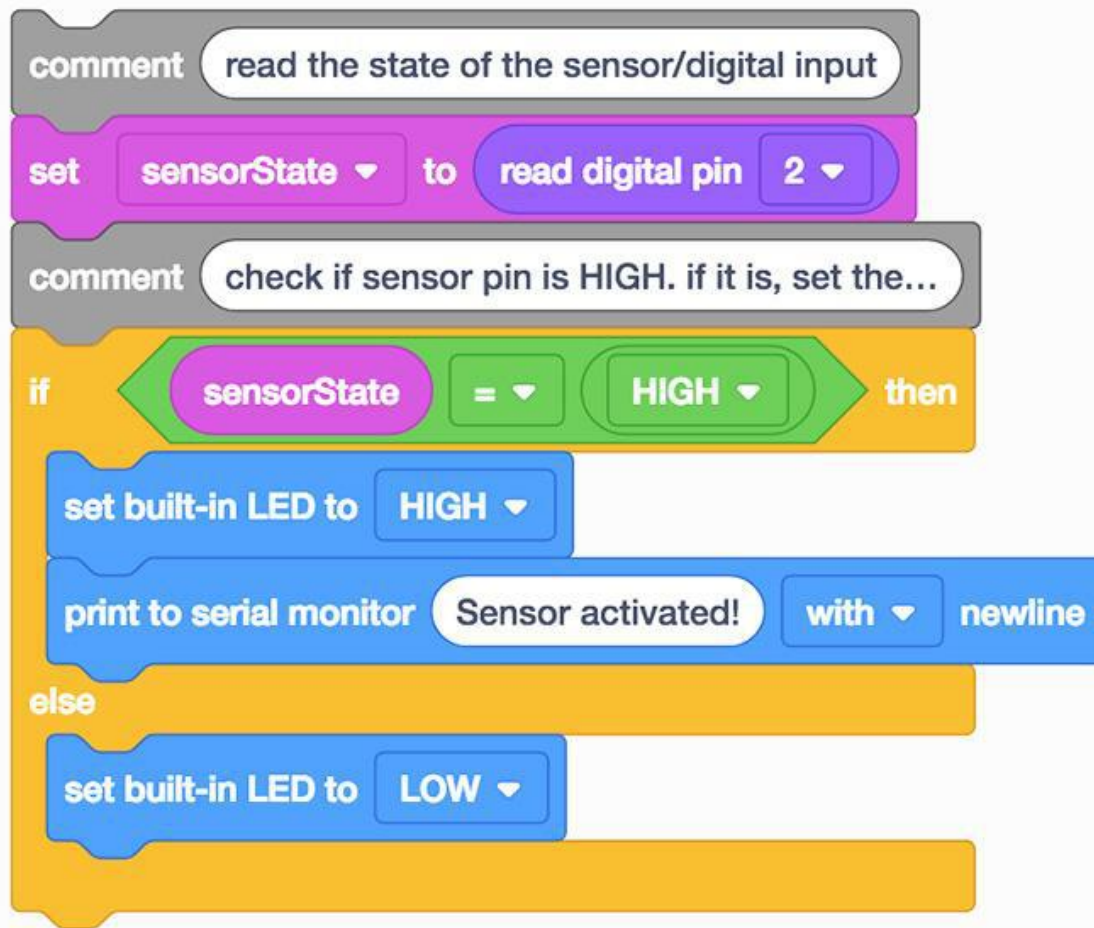 comment read the state of the sensor/digital input
set sensorState to read digital pin 2
comment check if sensor pin is HIGH. if it is, set the...
if sensorState = HIGH then
set built-in LED to HIGH
print to serial monitor Sensor activated! with newline
else
set built-in LED to LOW